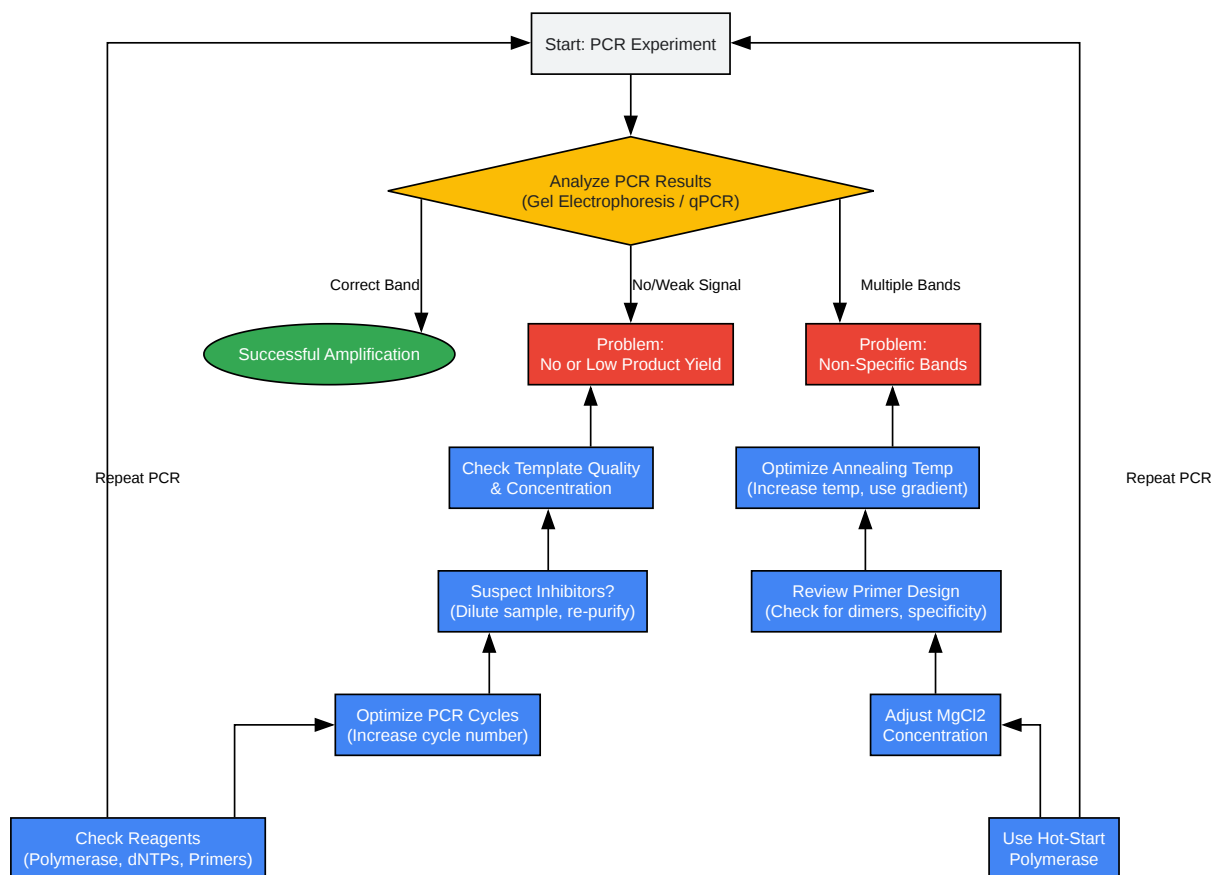 Start: PCR Experiment
Analyze PCR Results
(Gel Electrophoresis / qPCR)
Correct Band
No/Weak Signal
Multiple Bands
Successful Amplification
Problem:
No or Low Product Yield
Problem:
Non-Specific Bands
Check Template Quality
& Concentration
Optimize Annealing Temp
(Increase temp, use gradient)
Repeat PCR
Repeat PCR
Suspect Inhibitors?
(Dilute sample, re-purify)
Review Primer Design
(Check for dimers, specificity)
Optimize PCR Cycles
(Increase cycle number)
Adjust MgCl2
Concentration
Check Reagents
(Polymerase, dNTPs, Primers)
Use Hot-Start
Polymerase